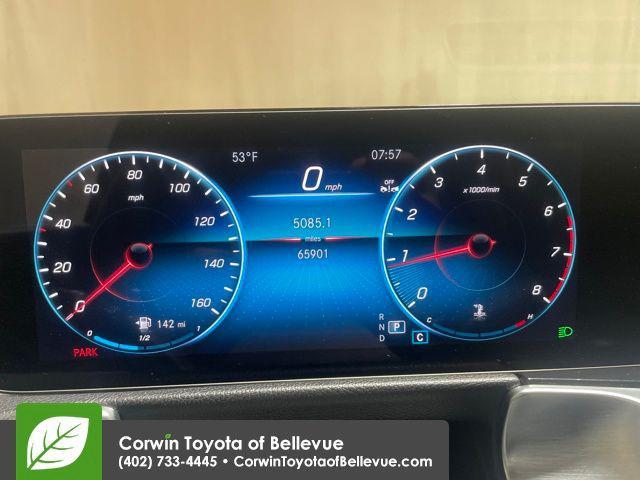 53°F 07:57
0 mph
5085.1
miles
65901
0 20 40 60 80 100 120 140 160
mph
142 mi
0 1/2 1
PARK
0 1 2 3 4 5 6 7 8
x1000/min
OFF
R
N P
D C
C H
Corwin Toyota of Bellevue
(402) 733-4445 • CorwinToyotaofBellevue.com